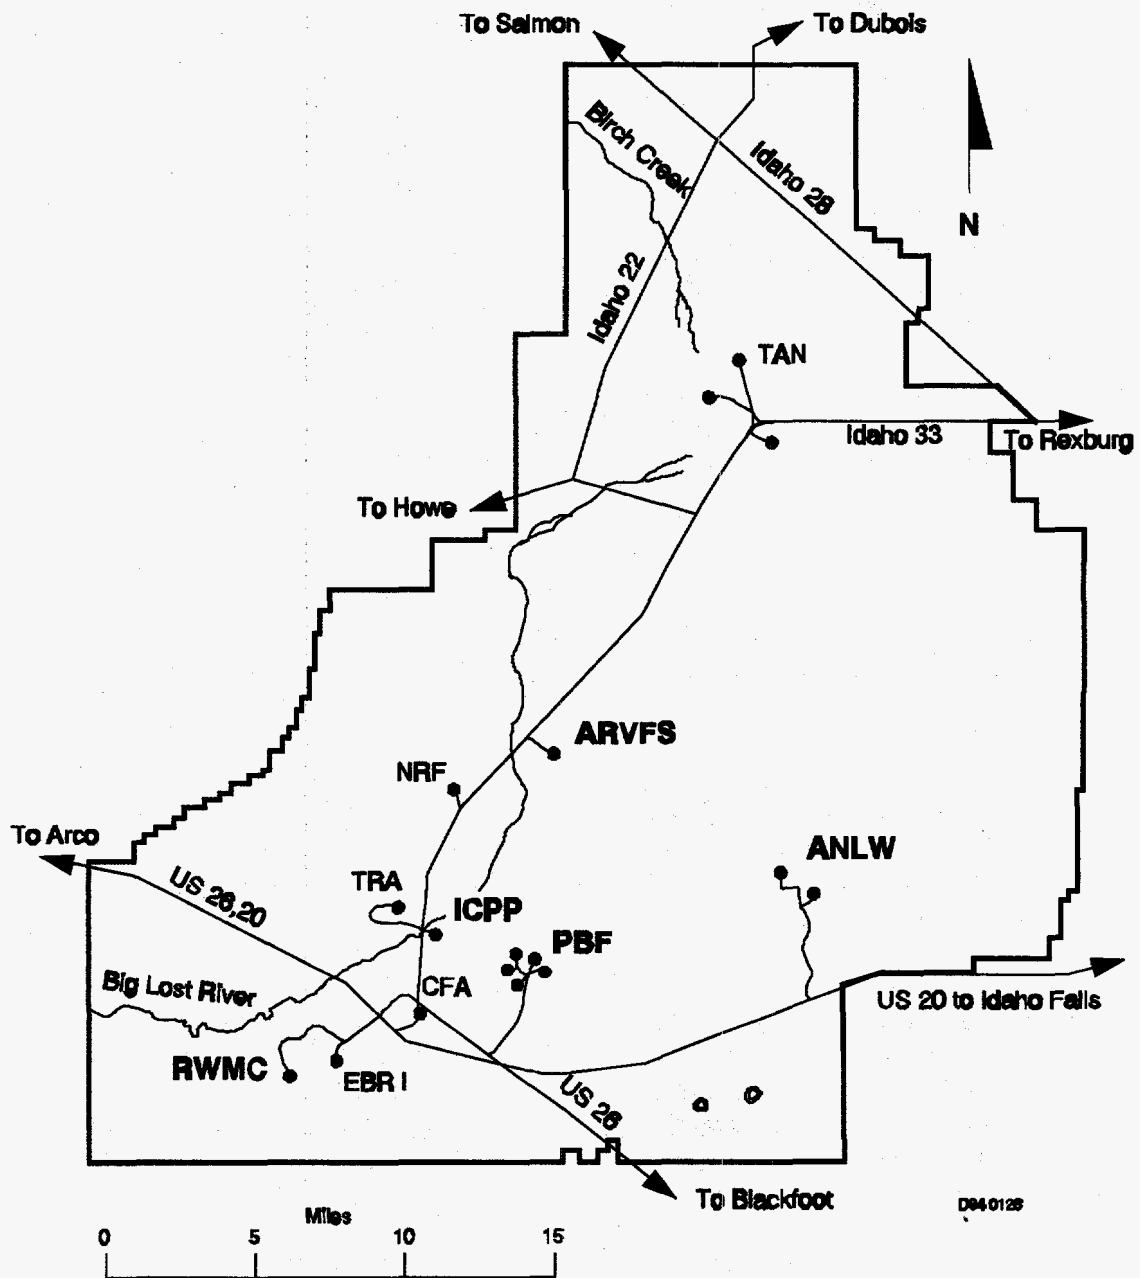 To Salmon
To Dubois
Birch Creek
Idaho 28
N
Idaho 22
TAN
Idaho 33
To Rexburg
To Howe
ARVFS
NRF
To Arco
ANLW
US 26,20
TRA
ICPP
PBF
Big Lost River
CFA
US 20 to Idaho Falls
RWMC
EBR I
US 26
To Blackfoot
D94 0126
Miles
0 5 10 15